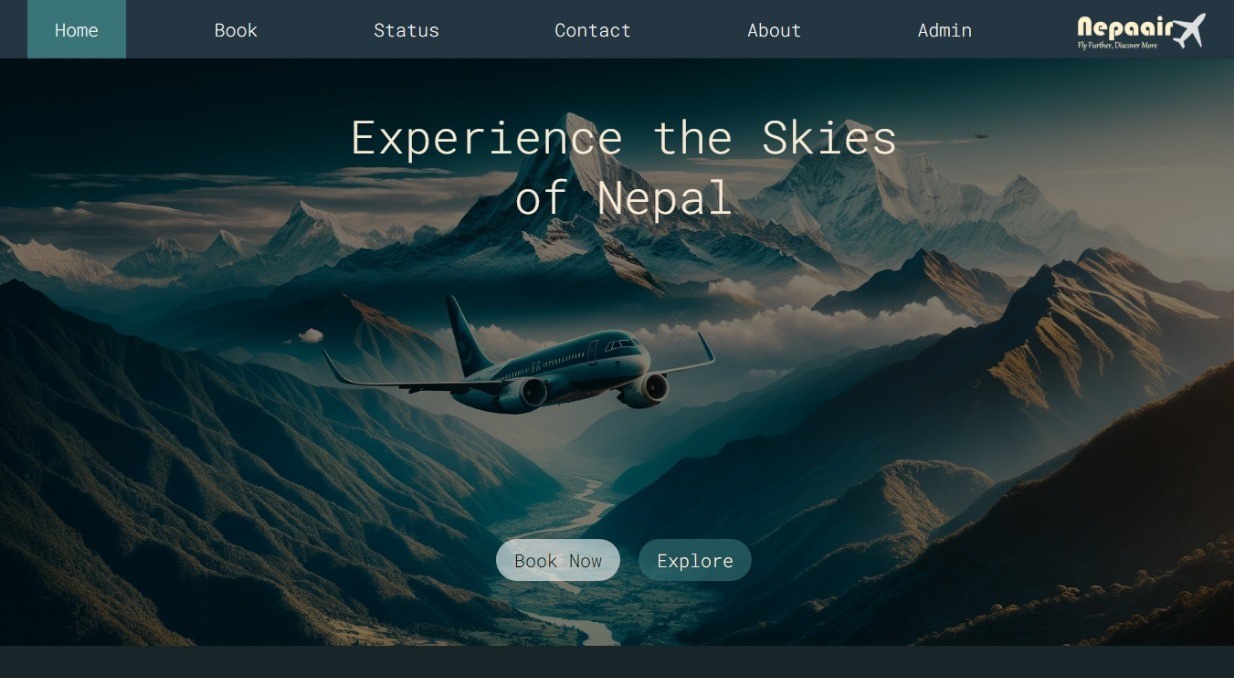 Home
Book
Status
Contact
About
Admin
Nepaair
Fly Further, Discover More
Experience the Skies
of Nepal
Book Now
Explore